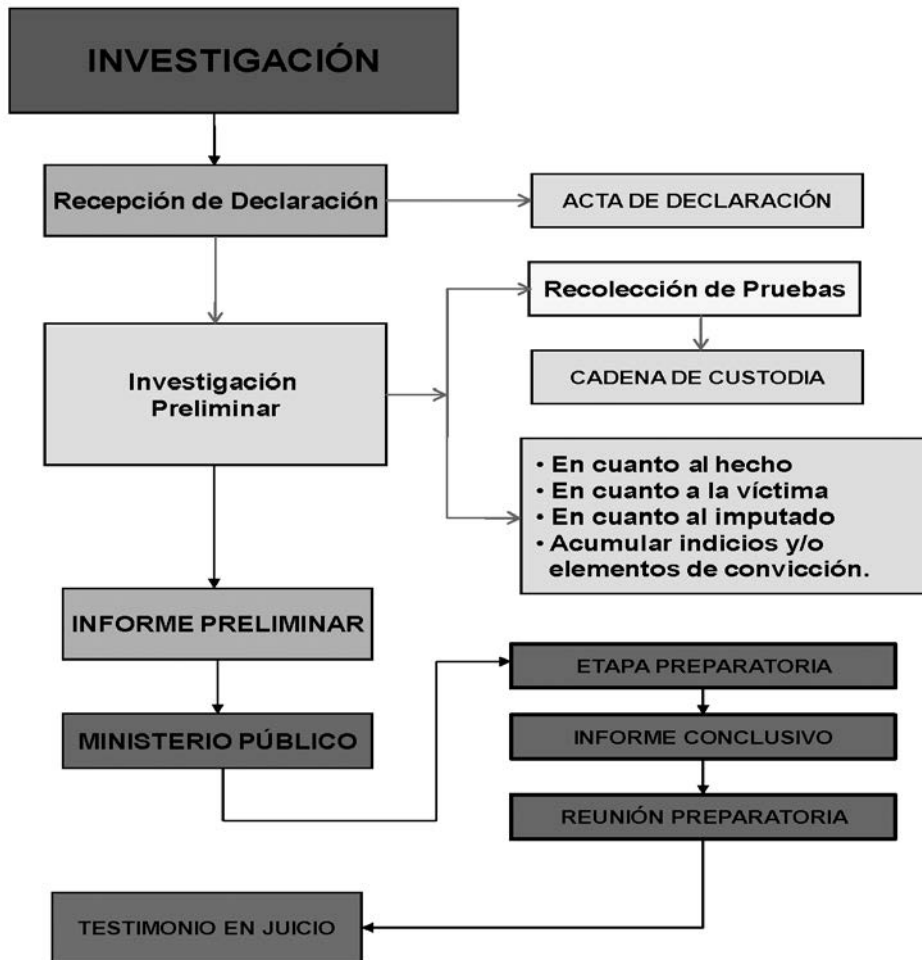 INVESTIGACIÓN
Recepción de Declaración
ACTA DE DECLARACIÓN
Recolección de Pruebas
CADENA DE CUSTODIA
Investigación
Preliminar
• En cuanto al hecho
• En cuanto a la víctima
• En cuanto al imputado
• Acumular indicios y/o
elementos de convicción.
INFORME PRELIMINAR
MINISTERIO PÚBLICO
ETAPA PREPARATORIA
INFORME CONCLUSIVO
REUNIÓN PREPARATORIA
TESTIMONIO EN JUICIO